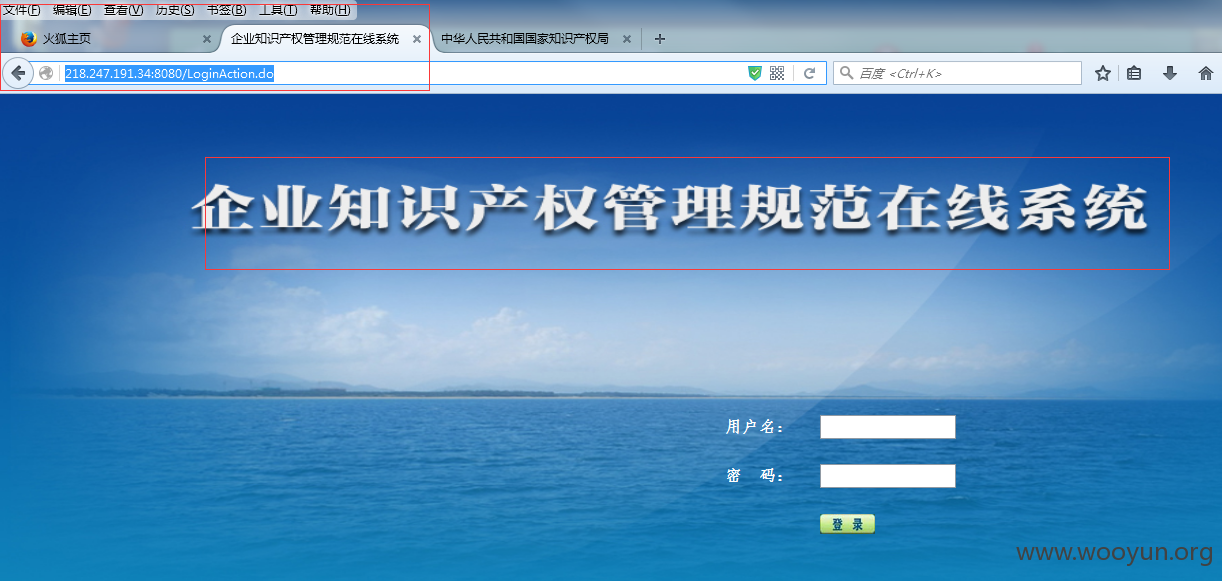 文件(F) 编辑(E) 查看(V) 历史(S) 书签(B) 工具(T) 帮助(H)
火狐主页 企业知识产权管理规范在线系统 中华人民共和国国家知识产权局
218.247.191.34:8080/LoginAction.do 百度 <Ctrl+K>
企业知识产权管理规范在线系统
用户名:
密 码:
登 录
www.wooyun.org